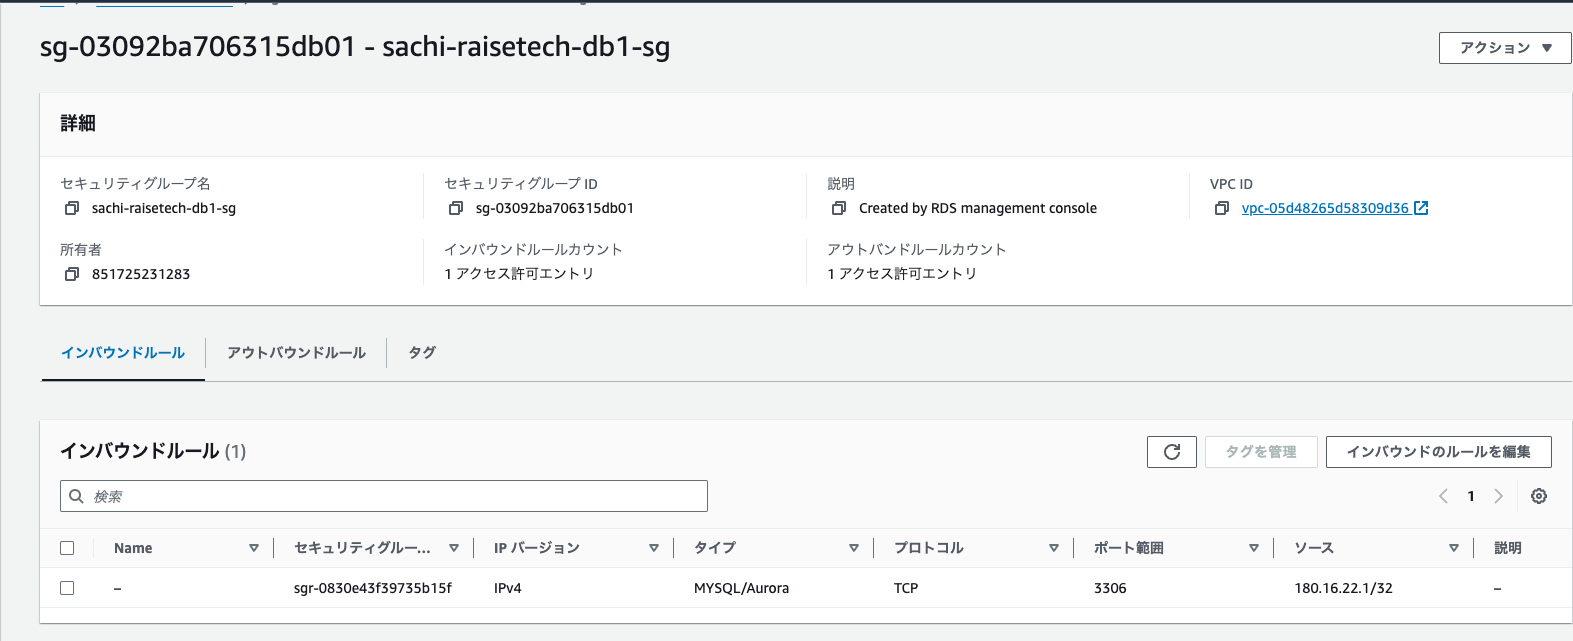 sg-03092ba706315db01 - sachi-raisetech-db1-sg
アクション
詳細
セキュリティグループ名
sachi-raisetech-db1-sg
セキュリティグループ ID
sg-03092ba706315db01
説明
Created by RDS management console
VPC ID
vpc-05d48265d58309d36
所有者
851725231283
インバウンドルールカウント
1 アクセス許可エントリ
アウトバンドルールカウント
1 アクセス許可エントリ
インバウンドルール
アウトバウンドルール
タグ
インバウンドルール (1)
タグを管理
インバウンドのルールを編集
検索
1
Name セキュリティグルー... IP バージョン タイプ プロトコル ポート範囲 ソース 説明
– sgr-0830e43f39735b15f IPv4 MYSQL/Aurora TCP 3306 180.16.22.1/32 –